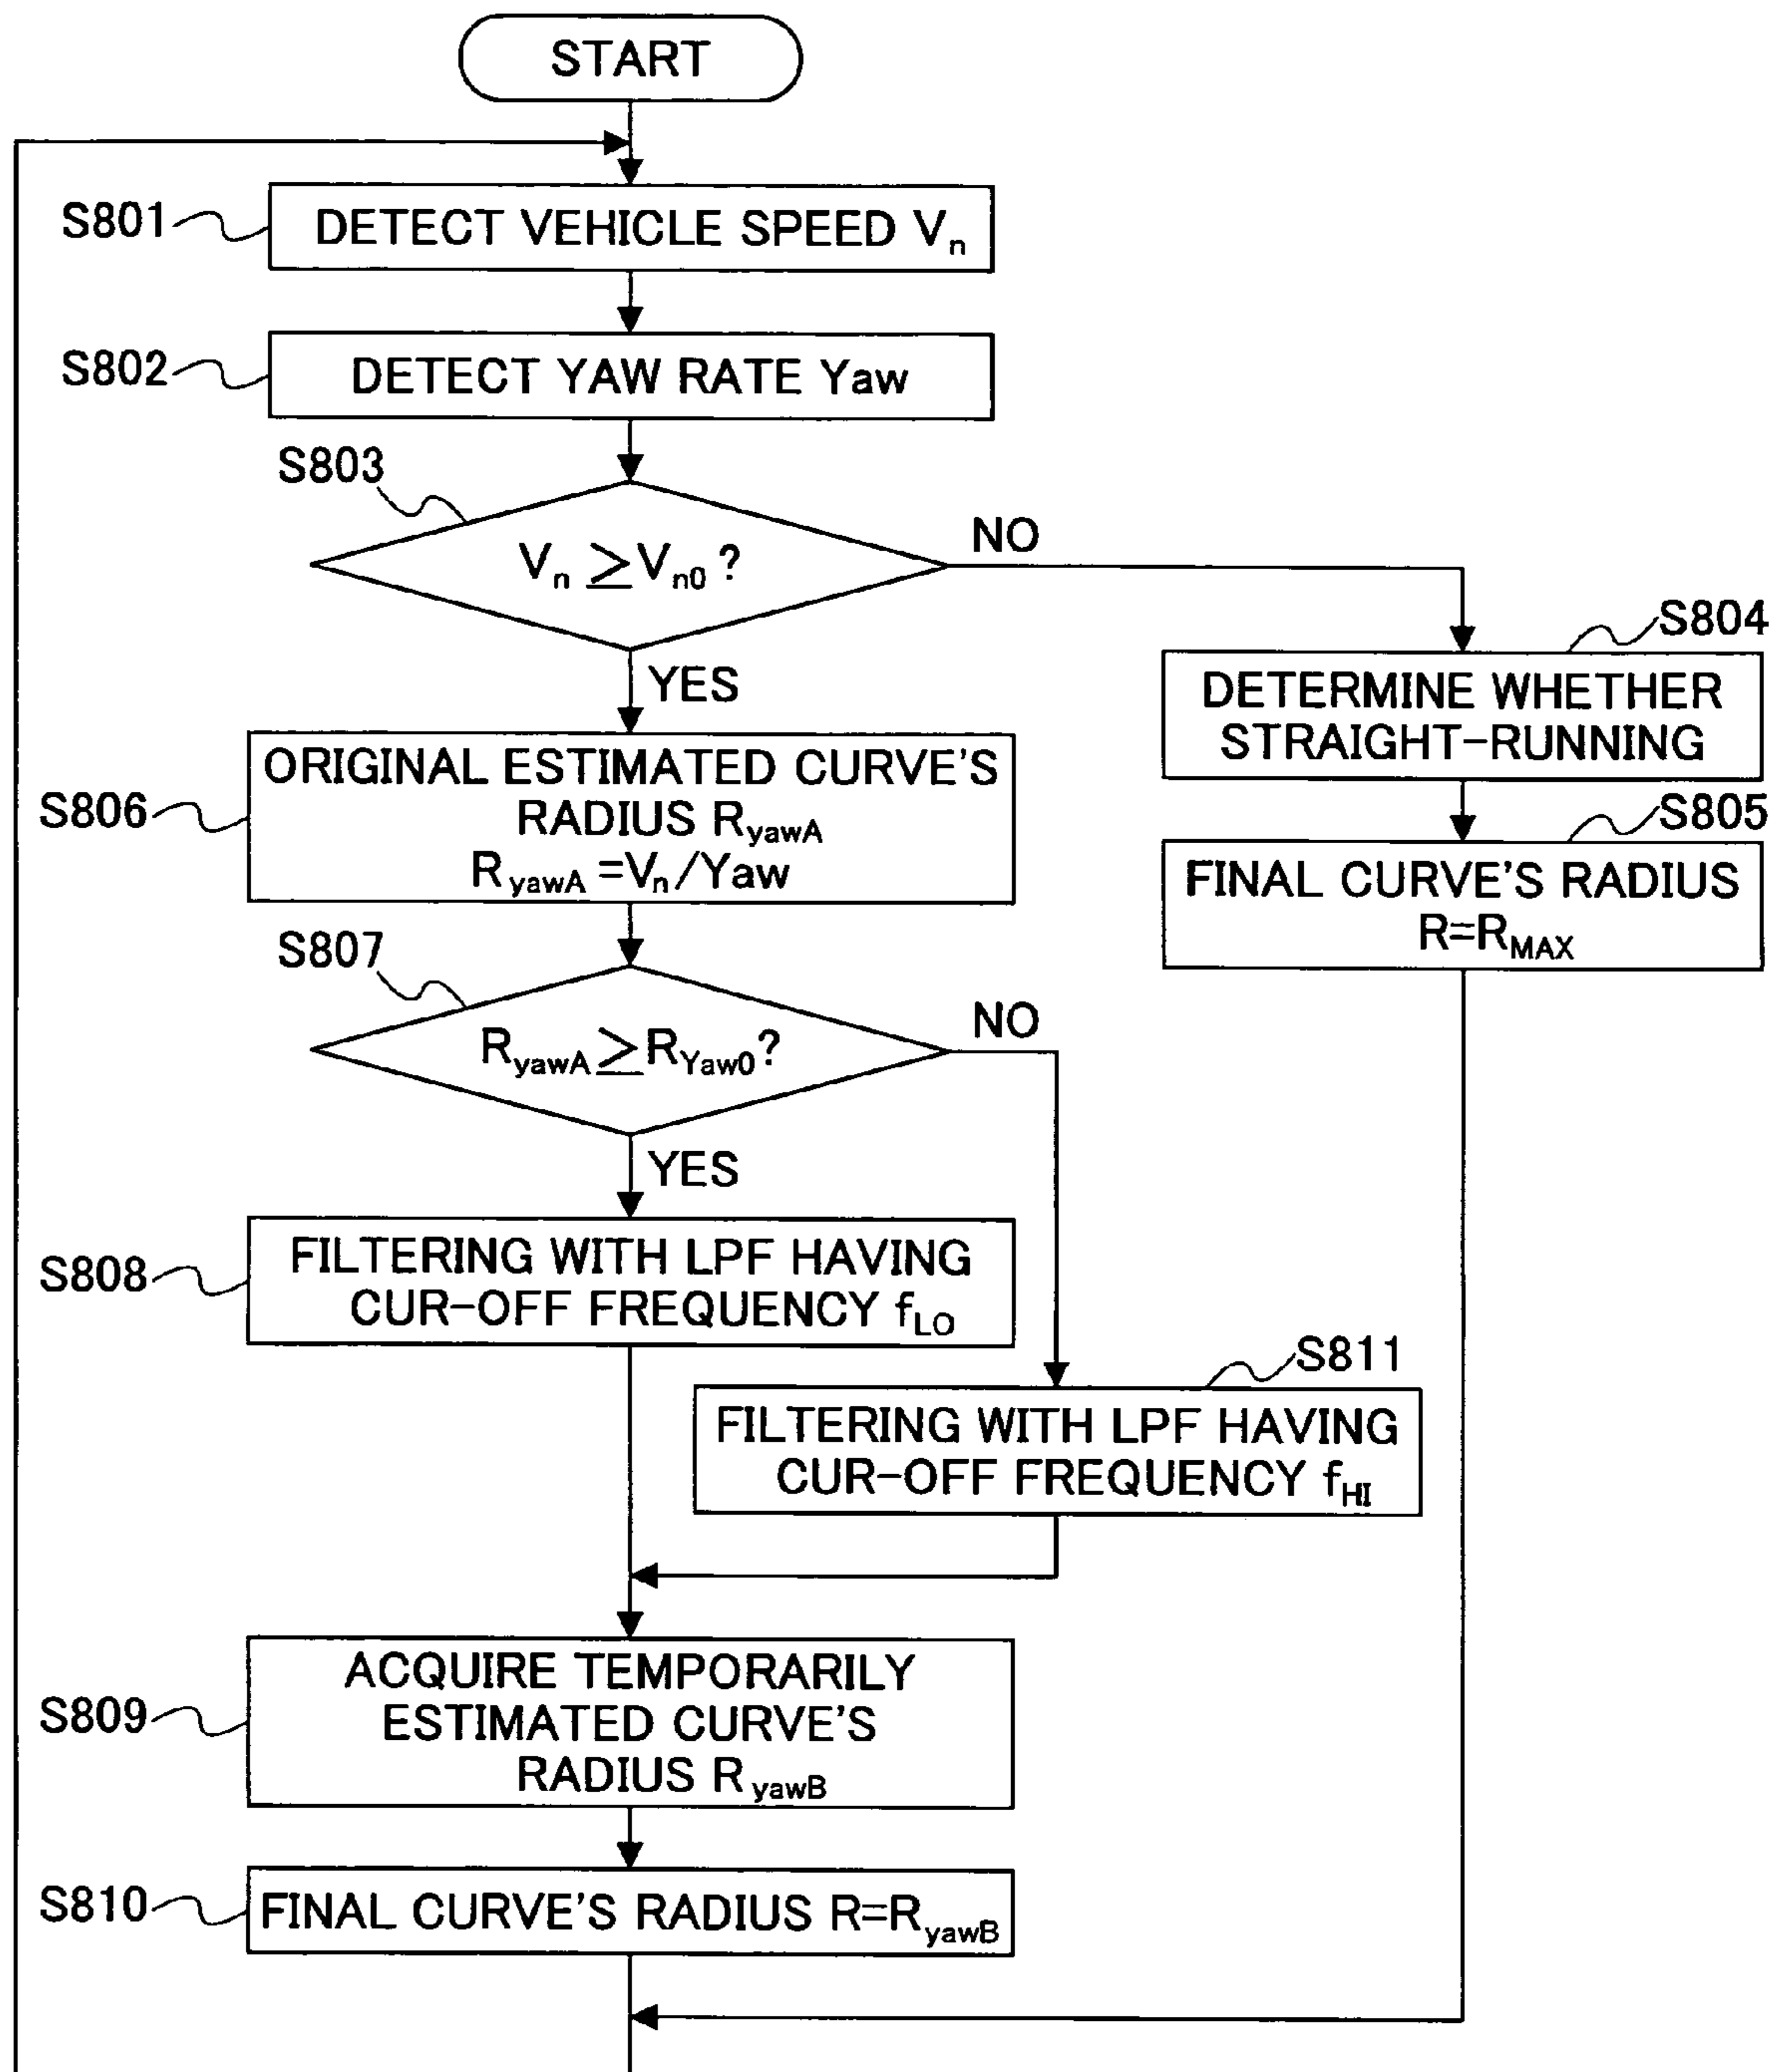 START
S801
DETECT VEHICLE SPEED Vn
S802
DETECT YAW RATE Yaw
S803
Vn ≥ Vn0 ?
NO
YES
S804
DETERMINE WHETHER
STRAIGHT-RUNNING
S805
FINAL CURVE'S RADIUS
R=RMAX
S806
ORIGINAL ESTIMATED CURVE'S
RADIUS RyawA
RyawA =Vn/Yaw
S807
RyawA ≥ RYaw0?
NO
YES
S808
FILTERING WITH LPF HAVING
CUR-OFF FREQUENCY fLO
S811
FILTERING WITH LPF HAVING
CUR-OFF FREQUENCY fHI
S809
ACQUIRE TEMPORARILY
ESTIMATED CURVE'S
RADIUS RyawB
S810
FINAL CURVE'S RADIUS R=RyawB